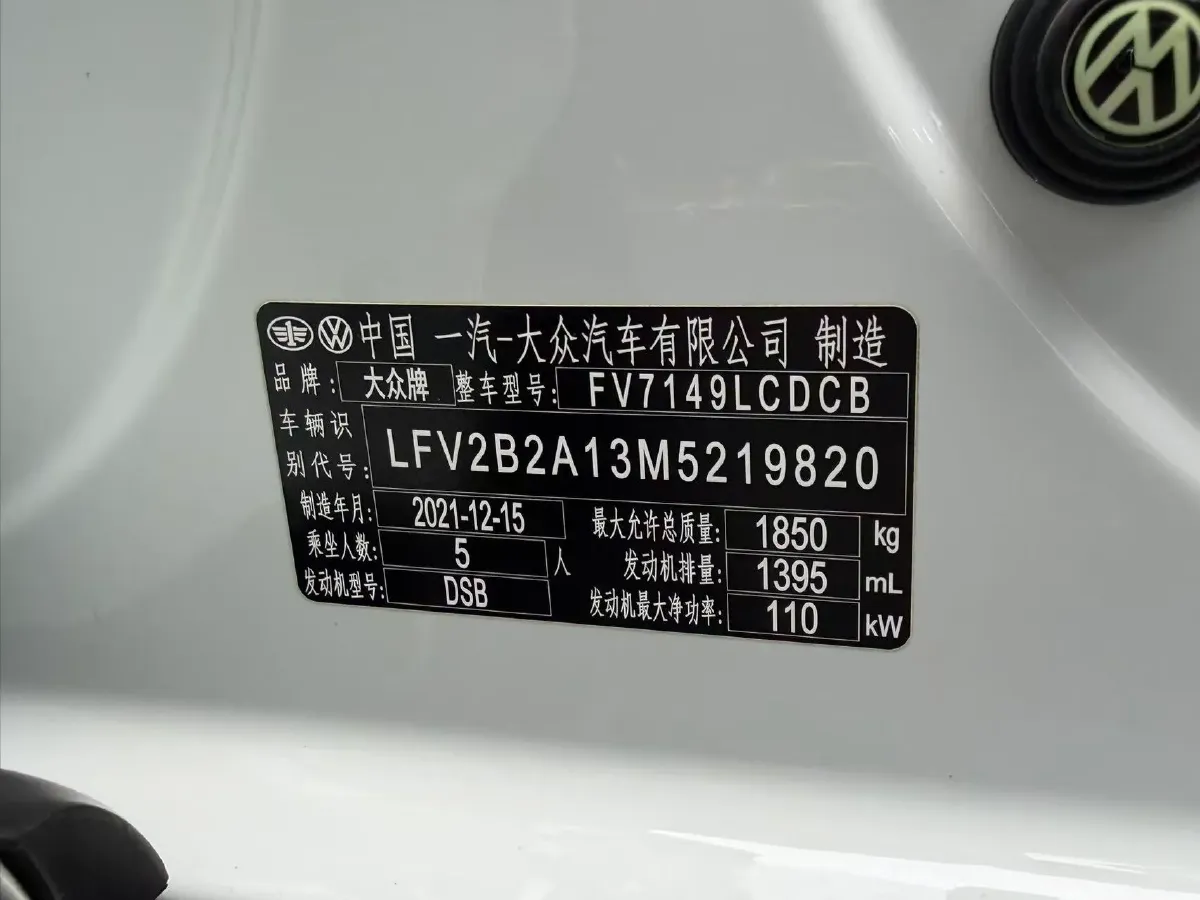 中国 一汽-大众汽车有限公司 制造
品牌: 大众牌 整车型号: FV7149LCDCB
车辆识别代号: LFV2B2A13M5219820
制造年月: 2021-12-15 最大允许总质量: 1850 kg
乘坐人数: 5 人 发动机排量: 1395 mL
发动机型号: DSB 发动机最大净功率: 110 kW